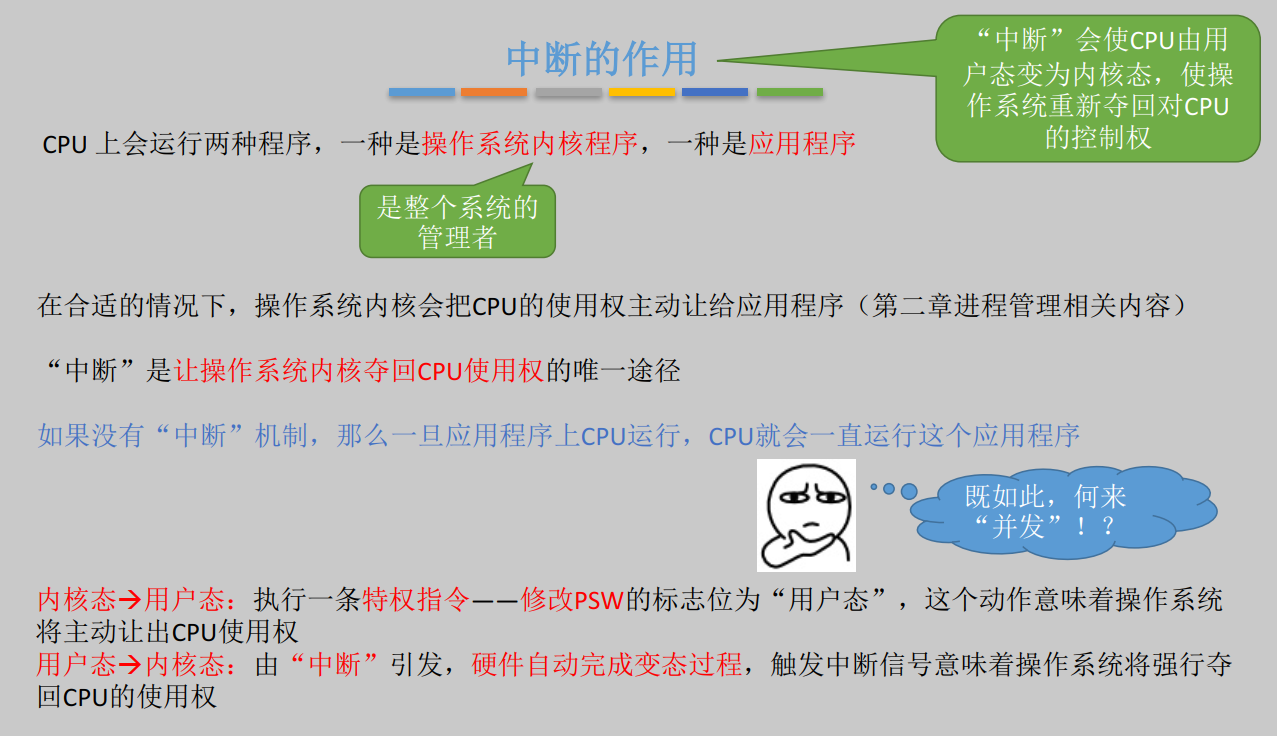 中断的作用
“中断”会使CPU由用
户态变为内核态，使操
作系统重新夺回对CPU
的控制权
CPU 上会运行两种程序，一种是操作系统内核程序，一种是应用程序
是整个系统的
管理者
在合适的情况下，操作系统内核会把CPU的使用权主动让给应用程序（第二章进程管理相关内容）
“中断”是让操作系统内核夺回CPU使用权的唯一途径
如果没有“中断”机制，那么一旦应用程序上CPU运行，CPU就会一直运行这个应用程序
既如此，何来
“并发”！？
内核态→用户态：执行一条特权指令——修改PSW的标志位为“用户态”，这个动作意味着操作系统
将主动让出CPU使用权
用户态→内核态：由“中断”引发，硬件自动完成变态过程，触发中断信号意味着操作系统将强行夺
回CPU的使用权